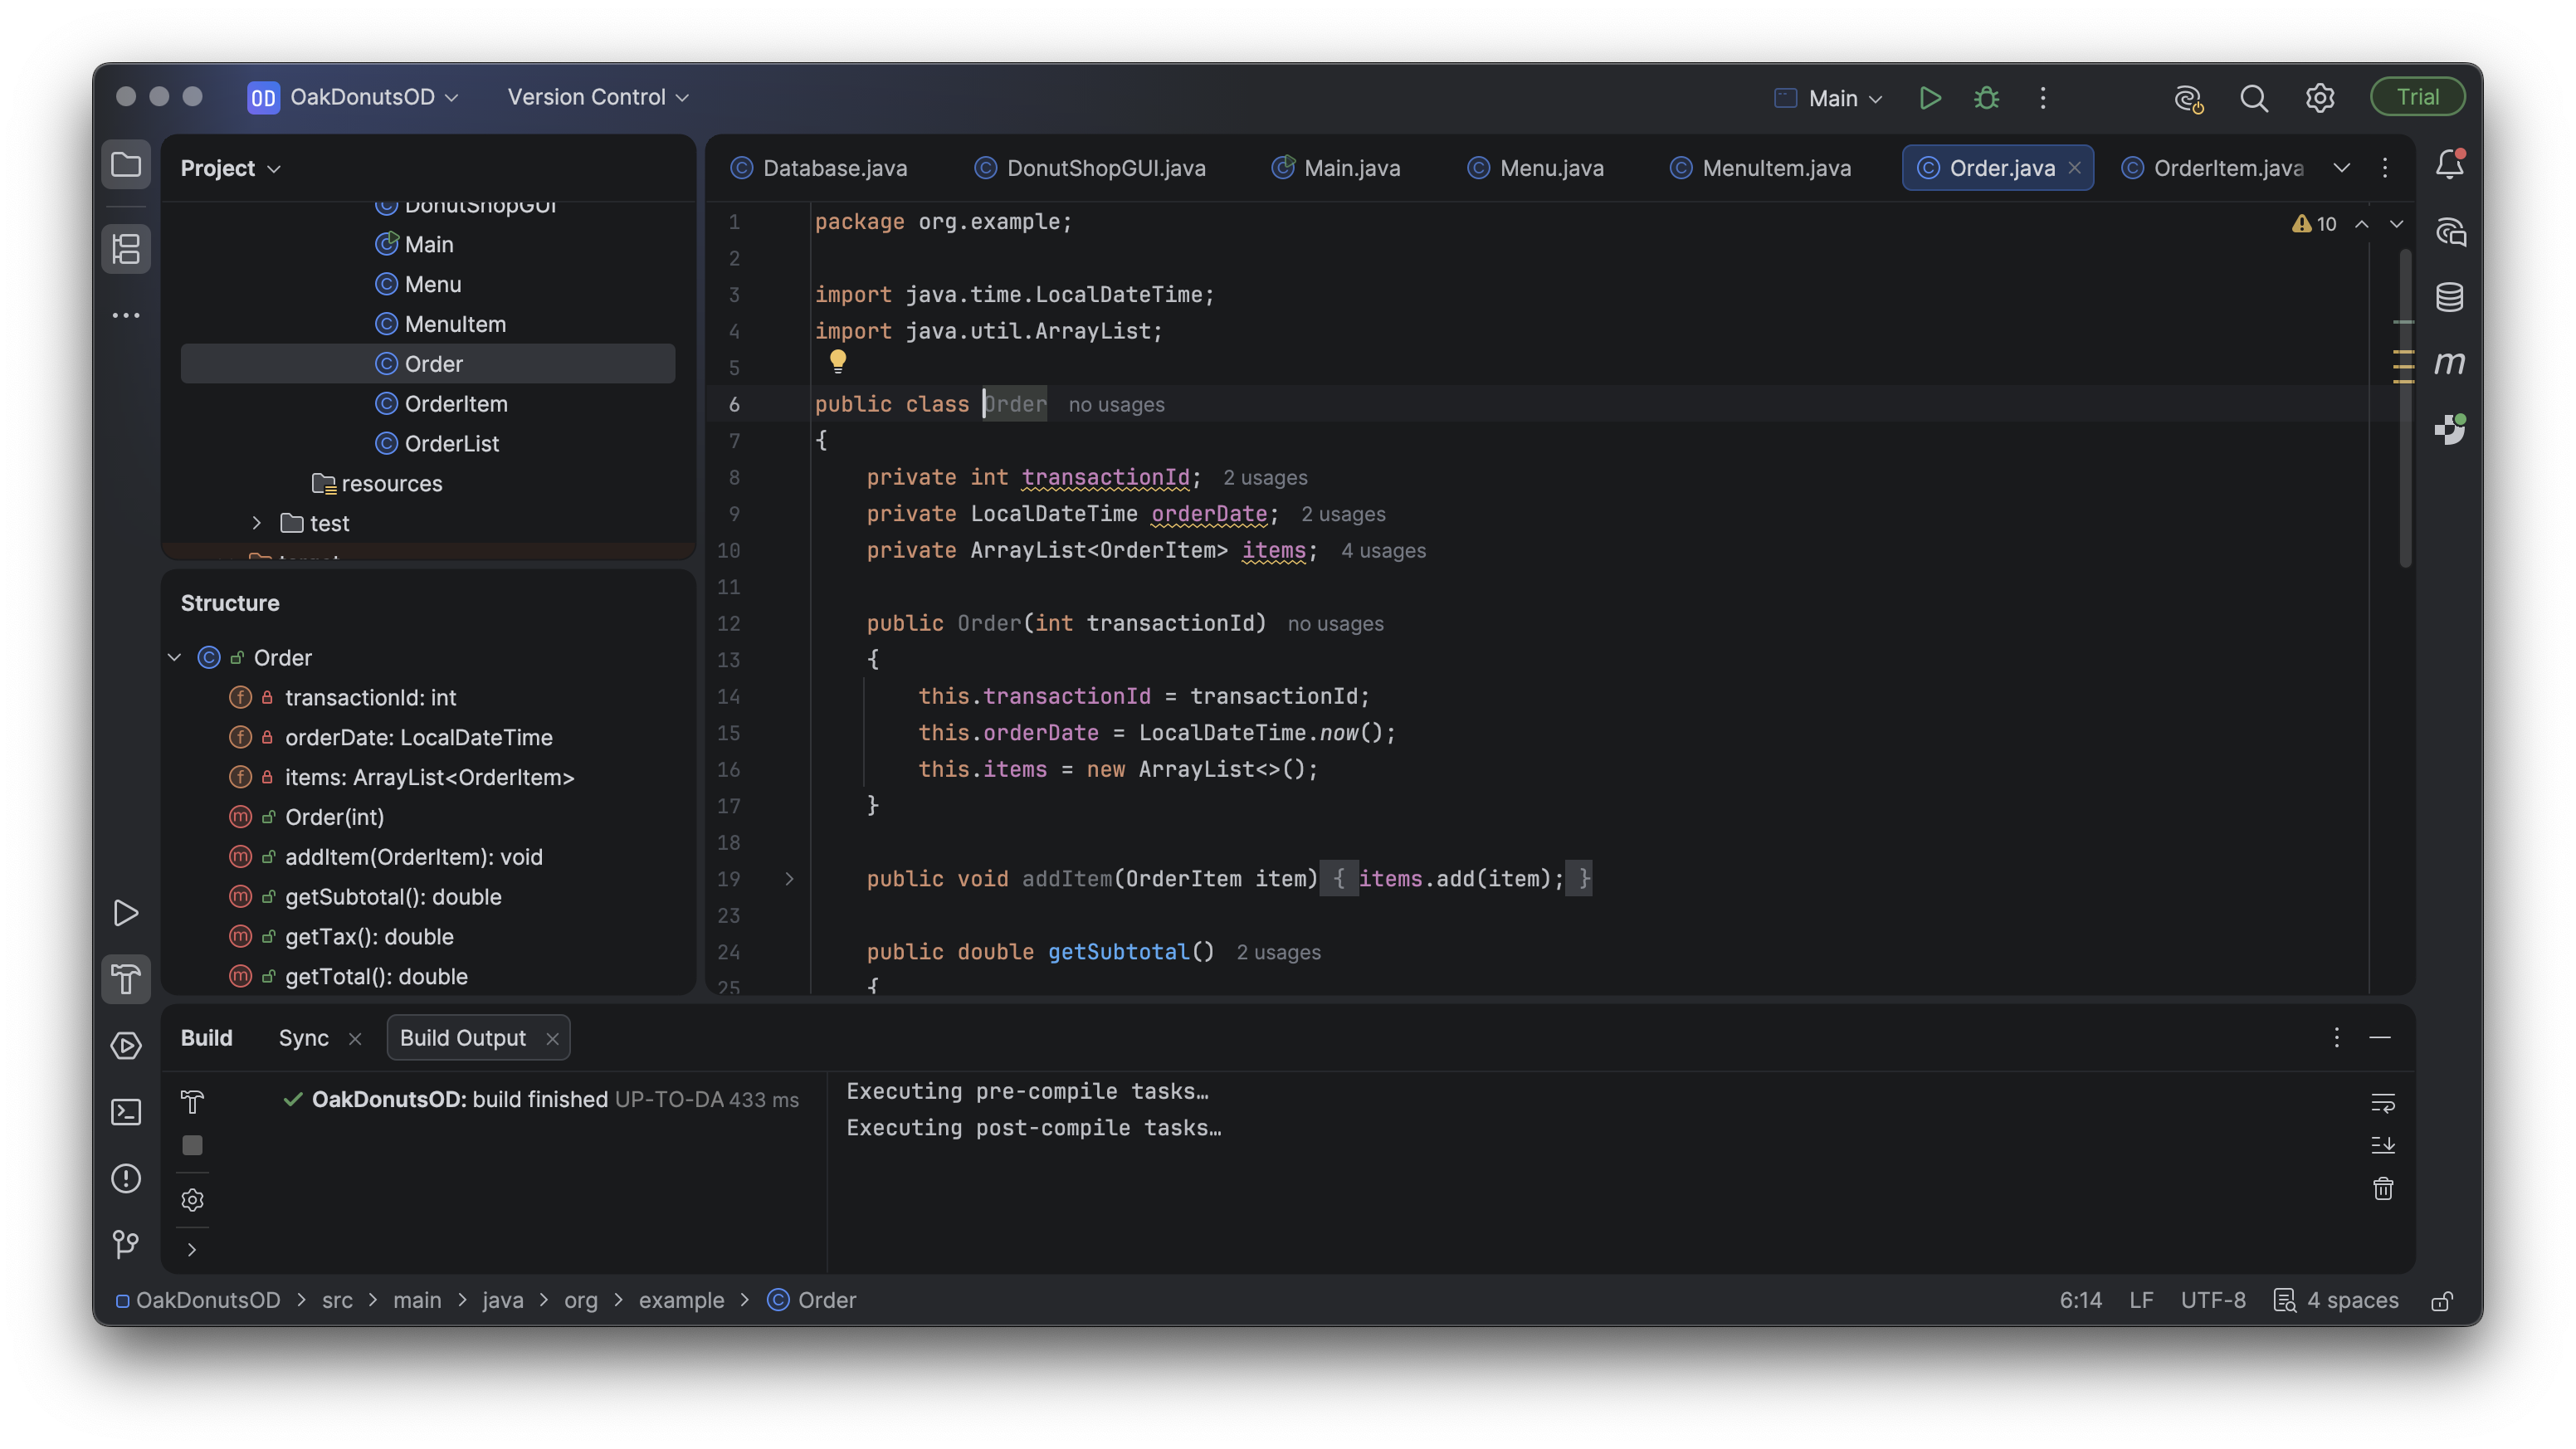 OD OakDonutsOD Version Control Main Trial
Project
DonutShopGUI
Main
Menu
MenuItem
Order
OrderItem
OrderList
resources
test
target
Structure
Order
transactionId: int
orderDate: LocalDateTime
items: ArrayList<OrderItem>
Order(int)
addItem(OrderItem): void
getSubtotal(): double
getTax(): double
getTotal(): double
Database.java DonutShopGUI.java Main.java Menu.java MenuItem.java Order.java OrderItem.java
10
1 package org.example;
2
3 import java.time.LocalDateTime;
4 import java.util.ArrayList;
5
6 public class Order no usages
7 {
8 private int transactionId; 2 usages
9 private LocalDateTime orderDate; 2 usages
10 private ArrayList<OrderItem> items; 4 usages
11
12 public Order(int transactionId) no usages
13 {
14 this.transactionId = transactionId;
15 this.orderDate = LocalDateTime.now();
16 this.items = new ArrayList<>();
17 }
18
19 public void addItem(OrderItem item) { items.add(item); }
23
24 public double getSubtotal() 2 usages
25 {
Build Sync Build Output
OakDonutsOD: build finished UP-TO-DA 433 ms
Executing pre-compile tasks…
Executing post-compile tasks…
OakDonutsOD > src > main > java > org > example > Order
6:14 LF UTF-8 4 spaces